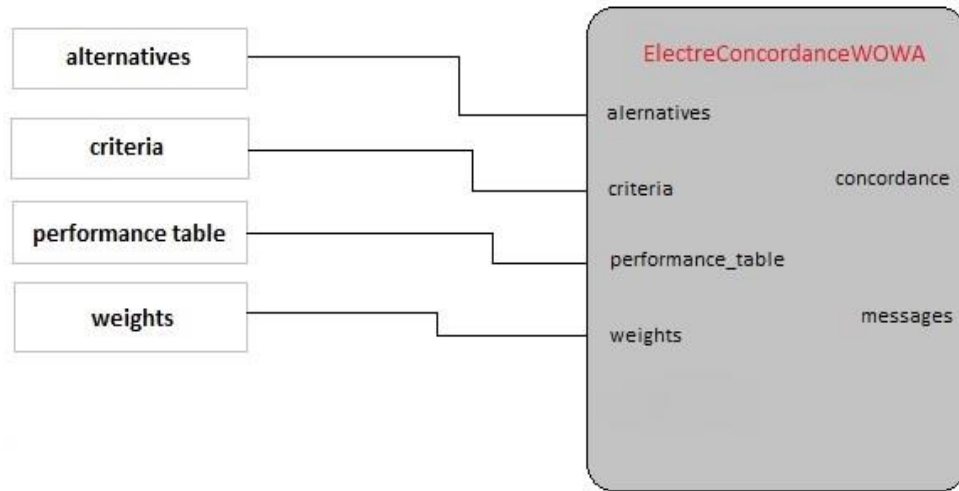 alternatives
criteria
performance table
weights
ElectreConcordanceWOWA
alernatives
criteria
performance_table
weights
concordance
messages